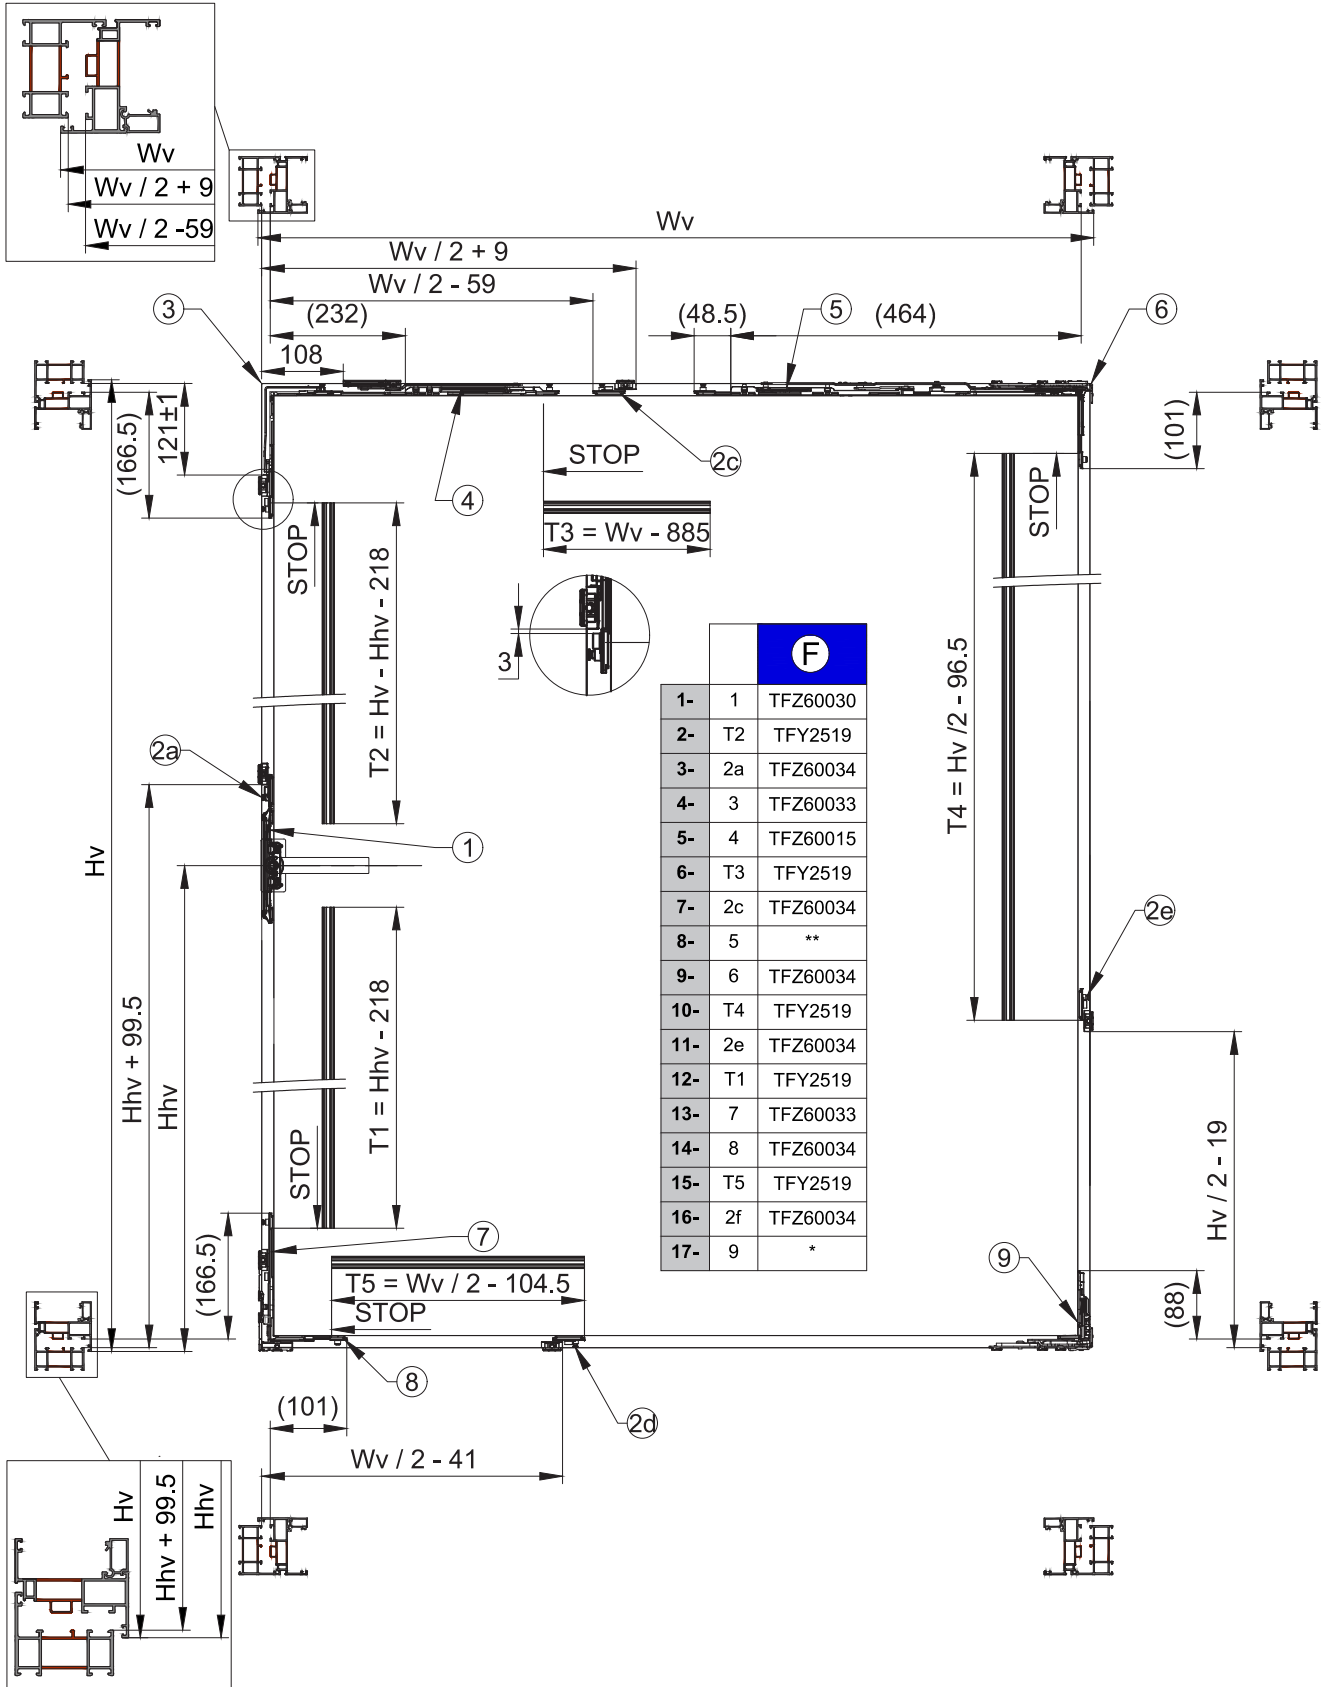 Wv
Wv / 2 + 9
Wv / 2 -59
Wv
Wv / 2 + 9
Wv / 2 - 59
(232)
(48.5)
(464)
108
3
5
6
121±1
(166.5)
(101)
STOP
2c
4
T3 = Wv - 885
STOP
T2 = Hv - Hhv - 218
STOP
T4 = Hv /2 - 96.5
3
F
1- 1 TFZ60030
2- T2 TFY2519
3- 2a TFZ60034
4- 3 TFZ60033
5- 4 TFZ60015
6- T3 TFY2519
7- 2c TFZ60034
8- 5 **
9- 6 TFZ60034
10- T4 TFY2519
11- 2e TFZ60034
12- T1 TFY2519
13- 7 TFZ60033
14- 8 TFZ60034
15- T5 TFY2519
16- 2f TFZ60034
17- 9 *
2a
1
2e
Hv
Hhv + 99.5
Hhv
T1 = Hhv - 218
STOP
Hv / 2 - 19
(166.5)
7
9
(88)
T5 = Wv / 2 - 104.5
STOP
8
(101)
2d
Wv / 2 - 41
Hv
Hhv + 99.5
Hhv